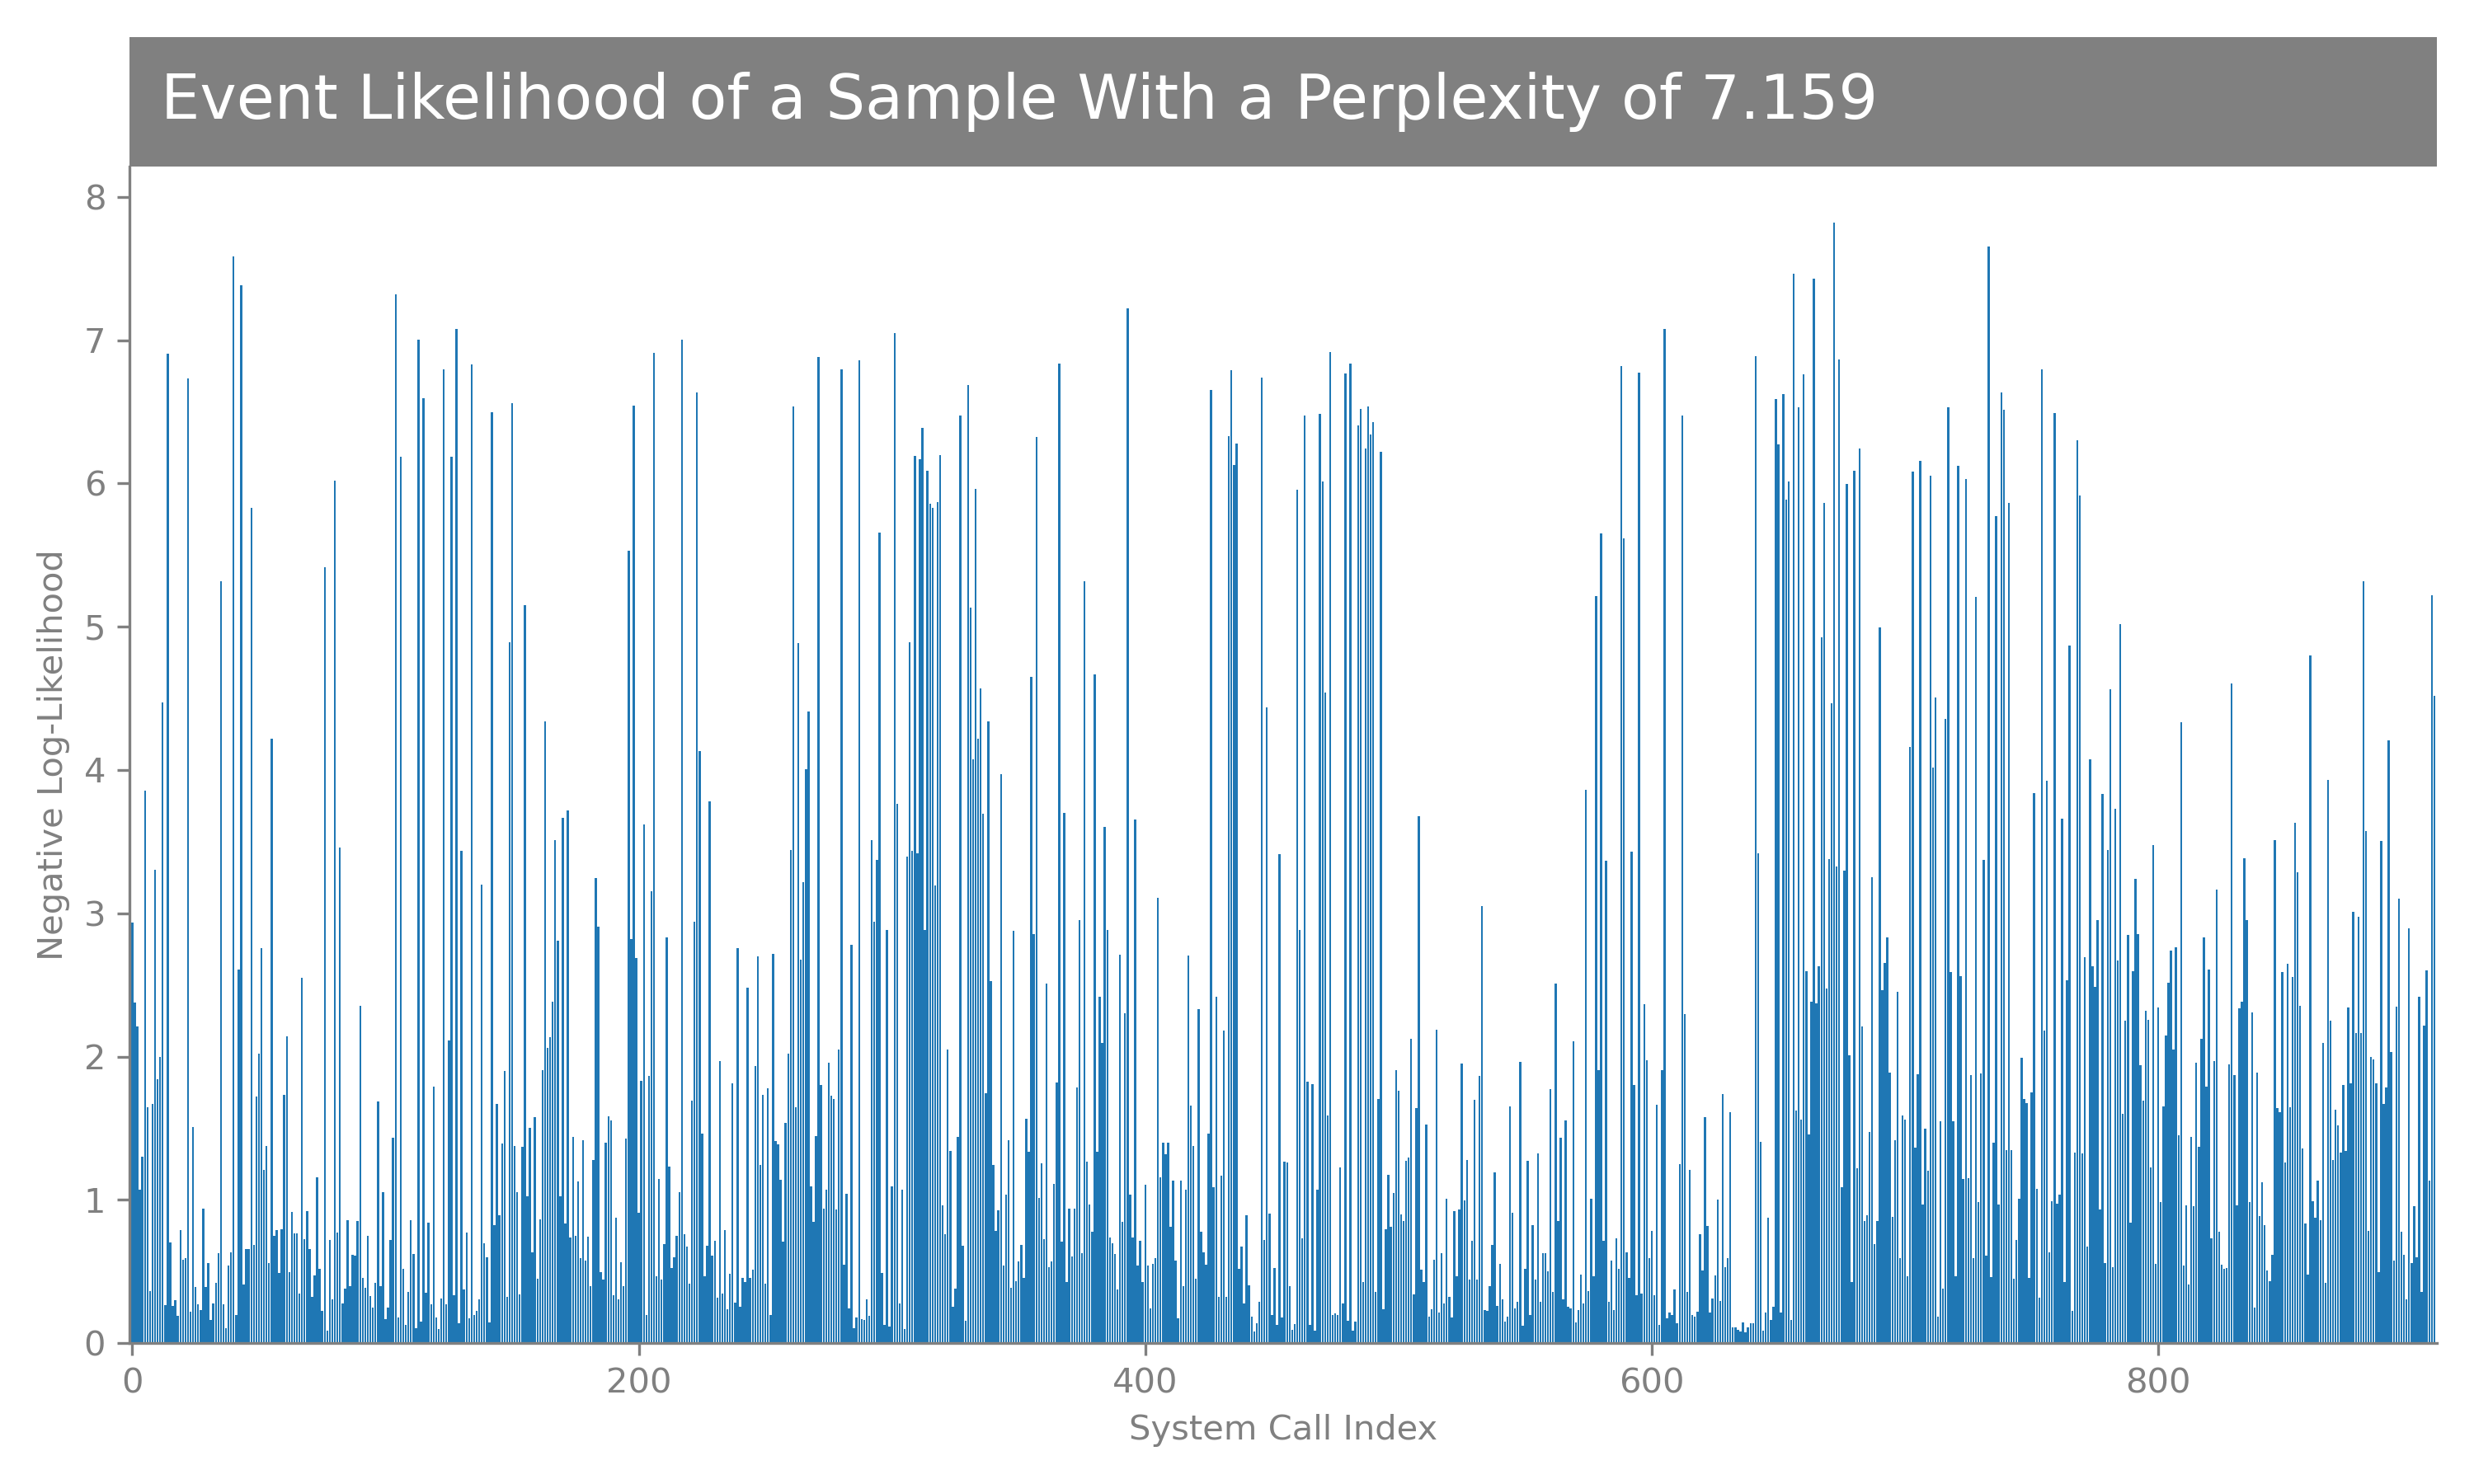 Event Likelihood of a Sample With a Perplexity of 7.159
8
7
6
5
4
3
2
1
0
Negative Log-Likelihood
0 200 400 600 800
System Call Index